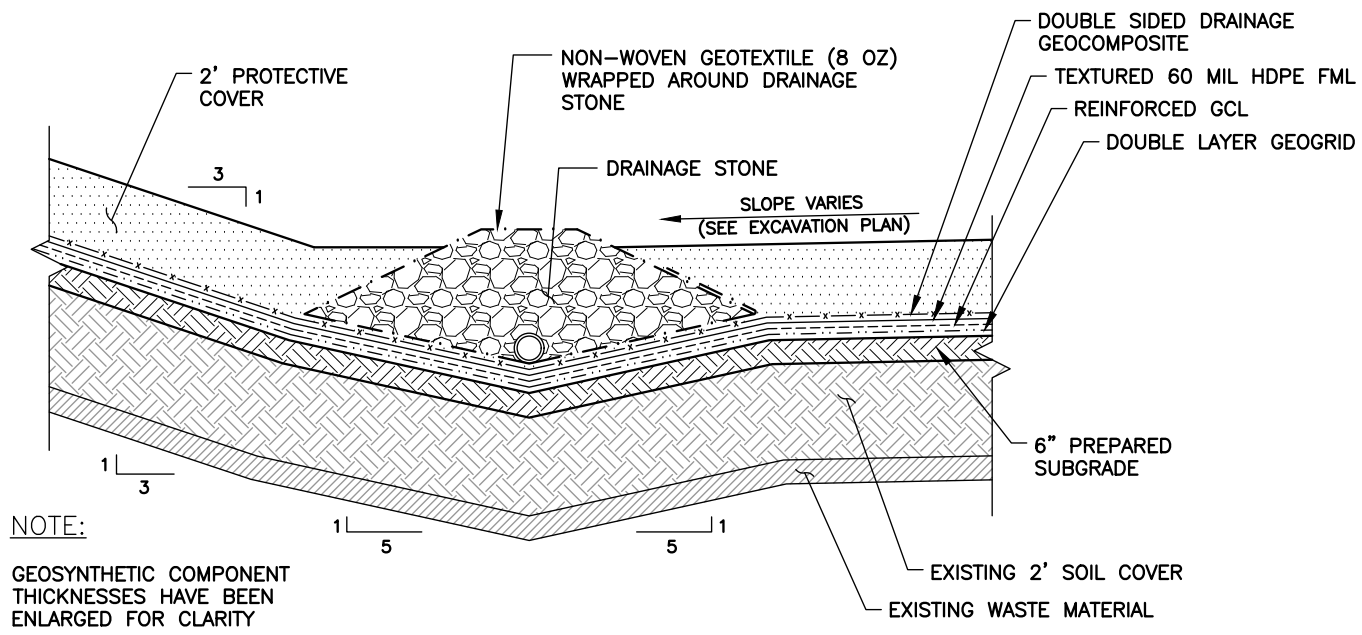 DOUBLE SIDED DRAINAGE
GEOCOMPOSITE
NON-WOVEN GEOTEXTILE (8 OZ)
WRAPPED AROUND DRAINAGE
STONE
2' PROTECTIVE
COVER
TEXTURED 60 MIL HDPE FML
REINFORCED GCL
DOUBLE LAYER GEOGRID
DRAINAGE STONE
3
1
SLOPE VARIES
(SEE EXCAVATION PLAN)
6" PREPARED
SUBGRADE
1
3
1
5
1
5
NOTE:
GEOSYNTHETIC COMPONENT
THICKNESSES HAVE BEEN
ENLARGED FOR CLARITY
EXISTING 2' SOIL COVER
EXISTING WASTE MATERIAL